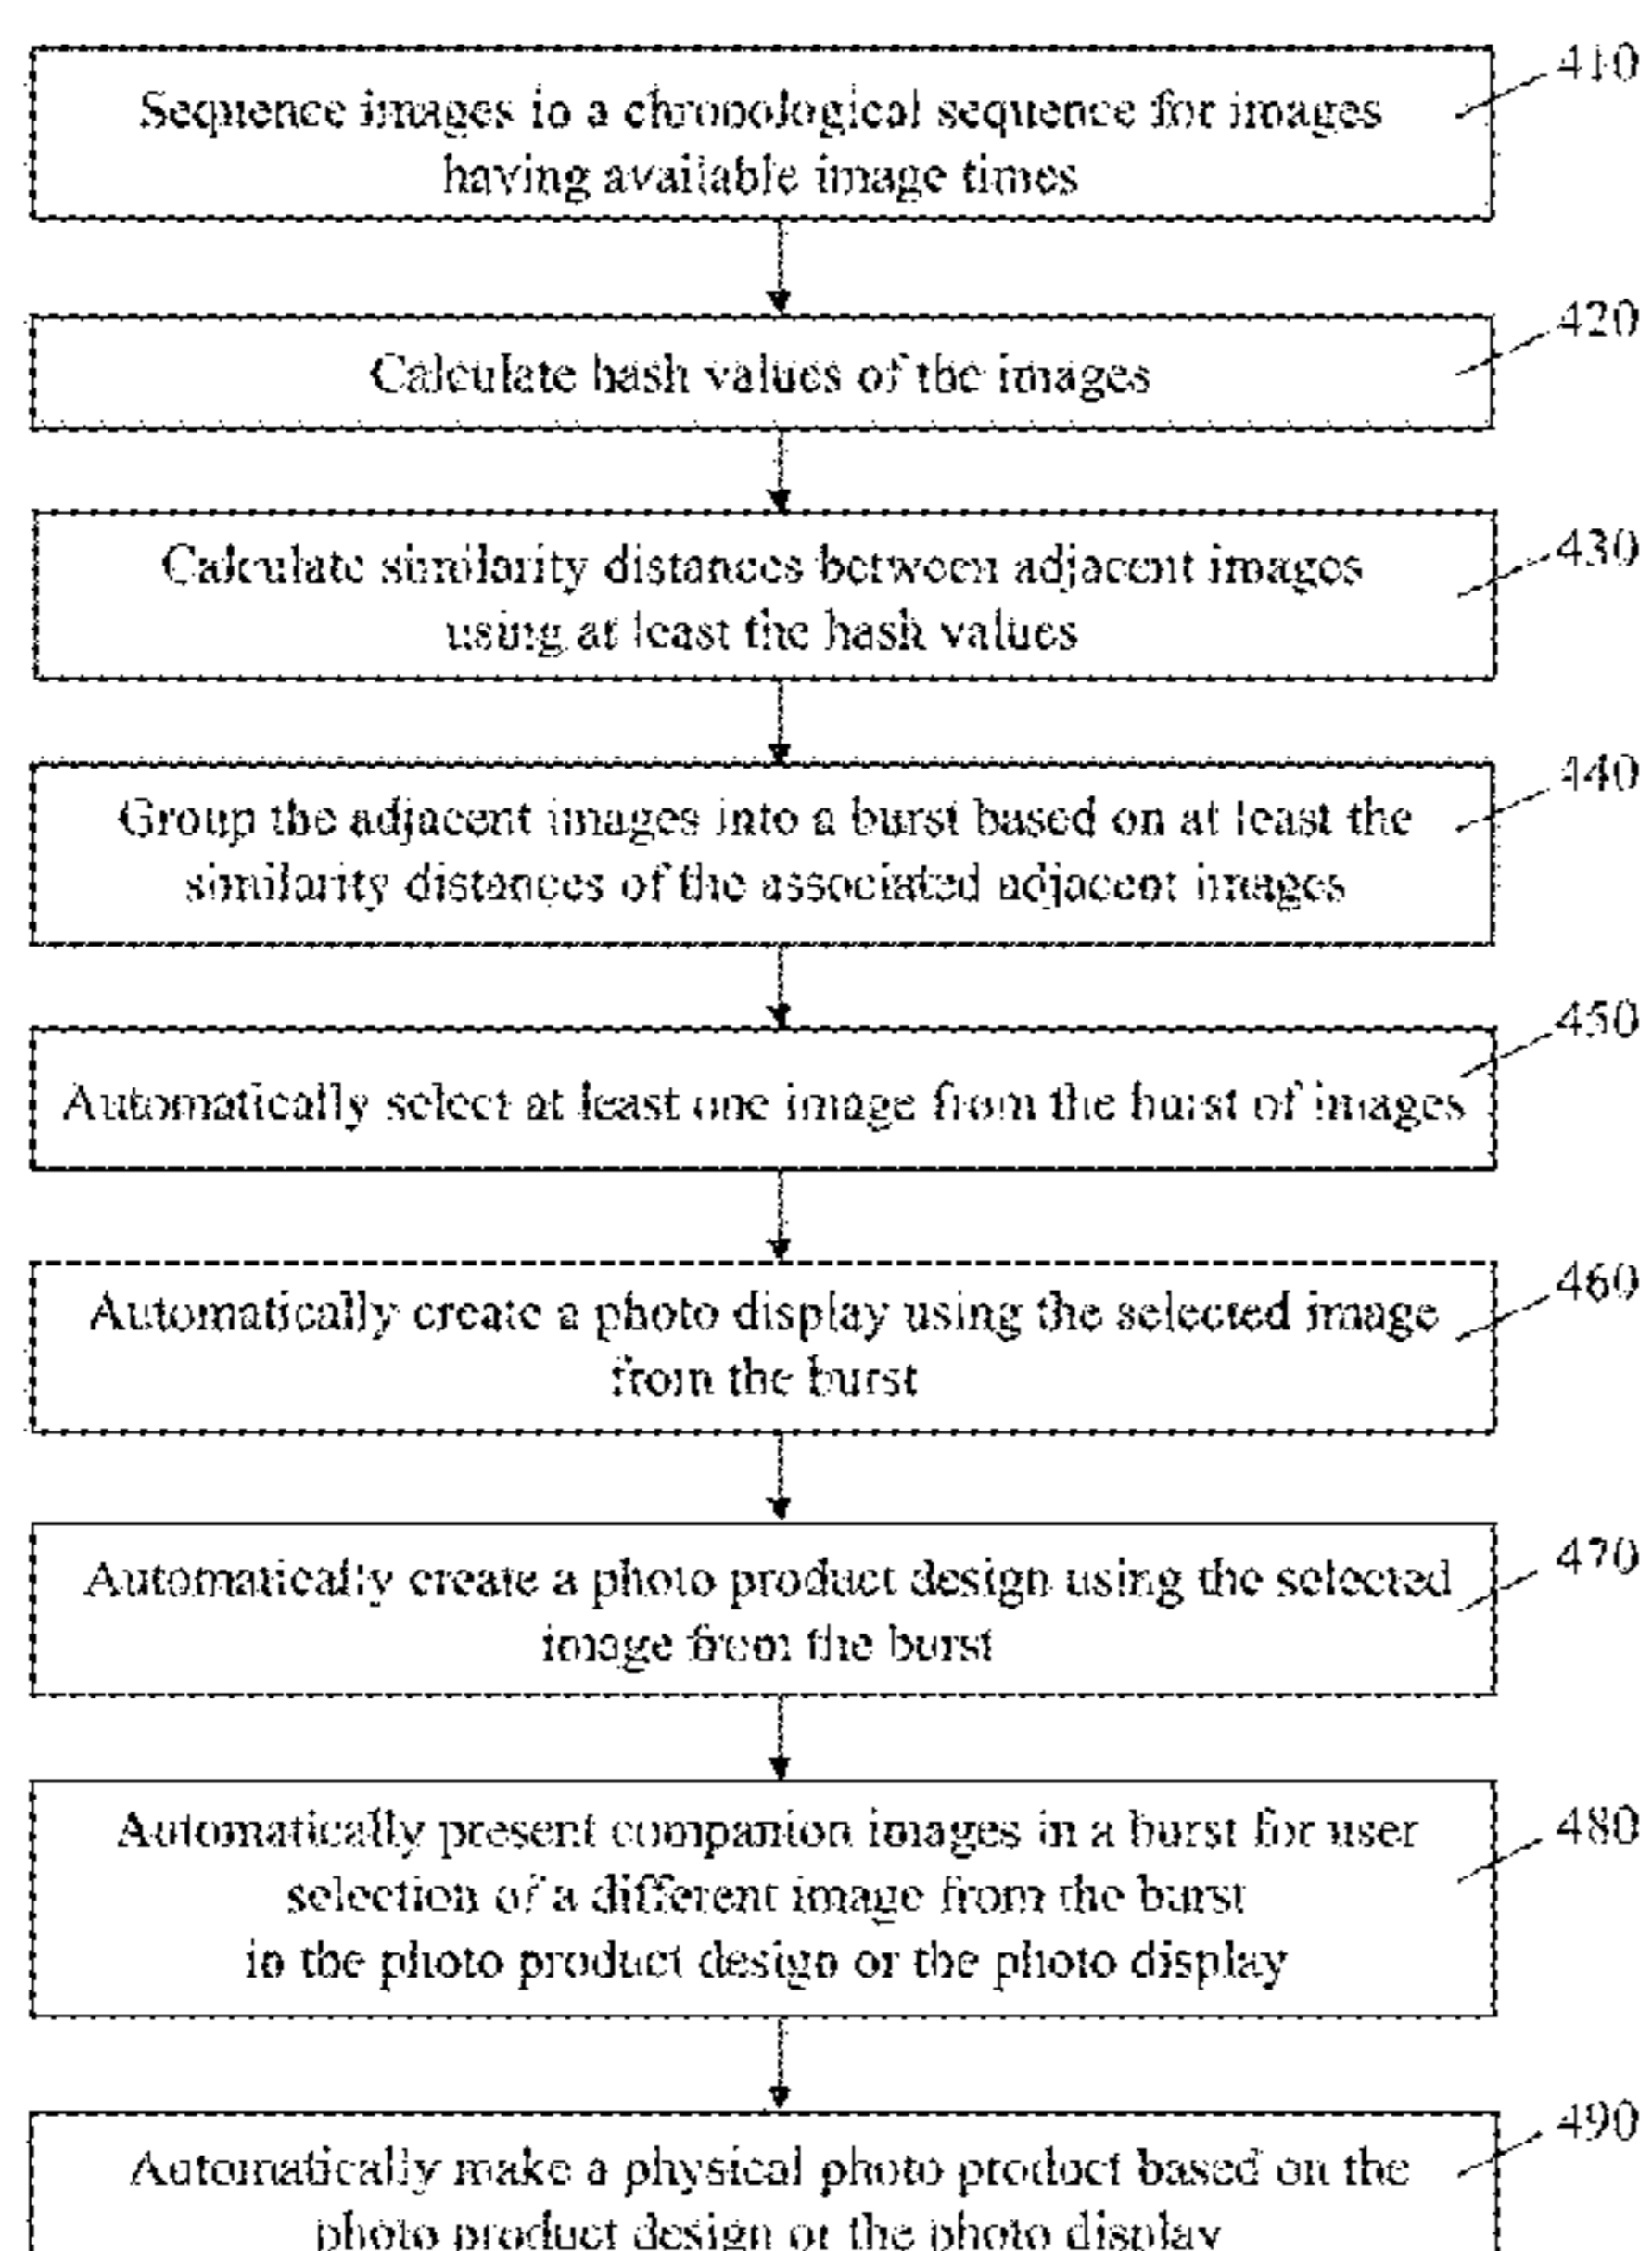 410
Sequence images in a chronological sequence for images
having available image times
420
Calculate hash values of the images
430
Calculate similarity distances between adjacent images
using at least the hash values
440
Group the adjacent images into a burst based on at least the
similarity distances of the associated adjacent images
450
Automatically select at least one image from the burst of images
460
Automatically create a photo display using the selected image
from the burst
470
Automatically create a photo product design using the selected
image from the burst
480
Automatically present companion images in a burst for user
selection of a different image from the burst
in the photo product design or the photo display
490
Automatically make a physical photo product based on the
photo product design or the photo display